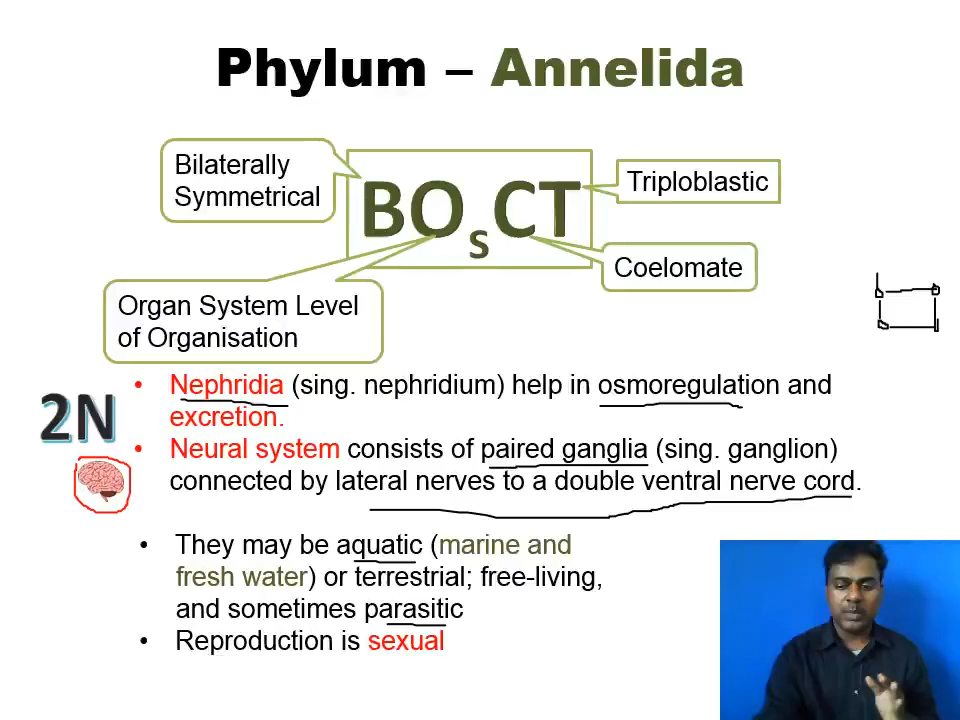 Phylum – Annelida
Bilaterally
Symmetrical
BOsCT
Triploblastic
Coelomate
Organ System Level
of Organisation
• Nephridia (sing. nephridium) help in osmoregulation and
excretion.
2N
• Neural system consists of paired ganglia (sing. ganglion)
connected by lateral nerves to a double ventral nerve cord.
• They may be aquatic (marine and
fresh water) or terrestrial; free-living,
and sometimes parasitic
• Reproduction is sexual